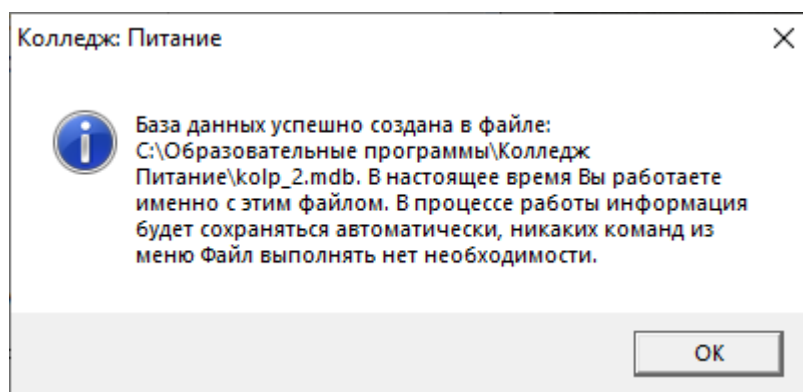 Колледж: Питание
База данных успешно создана в файле:
C:\Образовательные программы\Колледж
Питание\kolp_2.mdb. В настоящее время Вы работаете
именно с этим файлом. В процессе работы информация
будет сохраняться автоматически, никаких команд из
меню Файл выполнять нет необходимости.
ОК